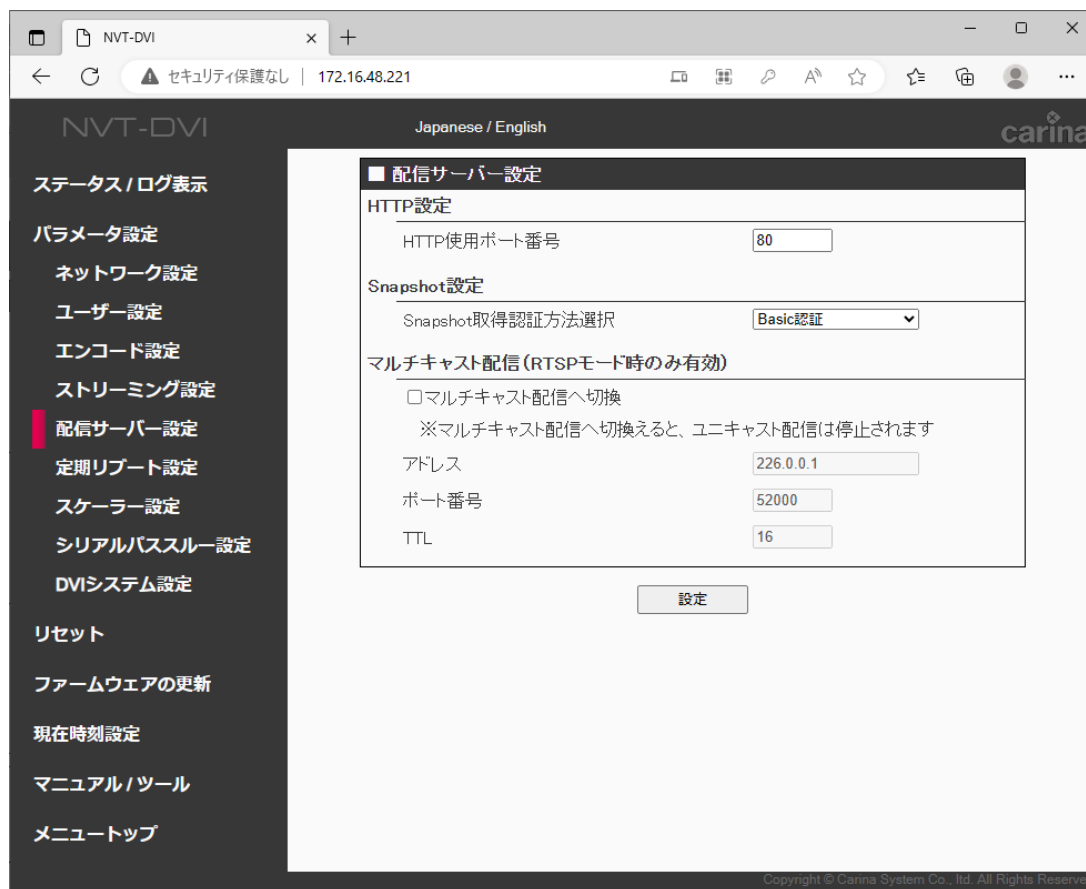 NVT-DVI
セキュリティ保護なし
172.16.48.221
NVT-DVI
Japanese / English
carina
ステータス / ログ表示
パラメータ設定
ネットワーク設定
ユーザー設定
エンコード設定
ストリーミング設定
配信サーバー設定
定期リブート設定
スケーラー設定
シリアルパススルー設定
DVIシステム設定
リセット
ファームウェアの更新
現在時刻設定
マニュアル / ツール
メニュートップ
■ 配信サーバー設定
HTTP設定
HTTP使用ポート番号 80
Snapshot設定
Snapshot取得認証方法選択 Basic認証
マルチキャスト配信(RTSPモード時のみ有効)
マルチキャスト配信へ切換
※マルチキャスト配信へ切換えると、ユニキャスト配信は停止されます
アドレス 226.0.0.1
ポート番号 52000
TTL 16
設定
Copyright © Carina System Co., ltd. All Rights Reserve